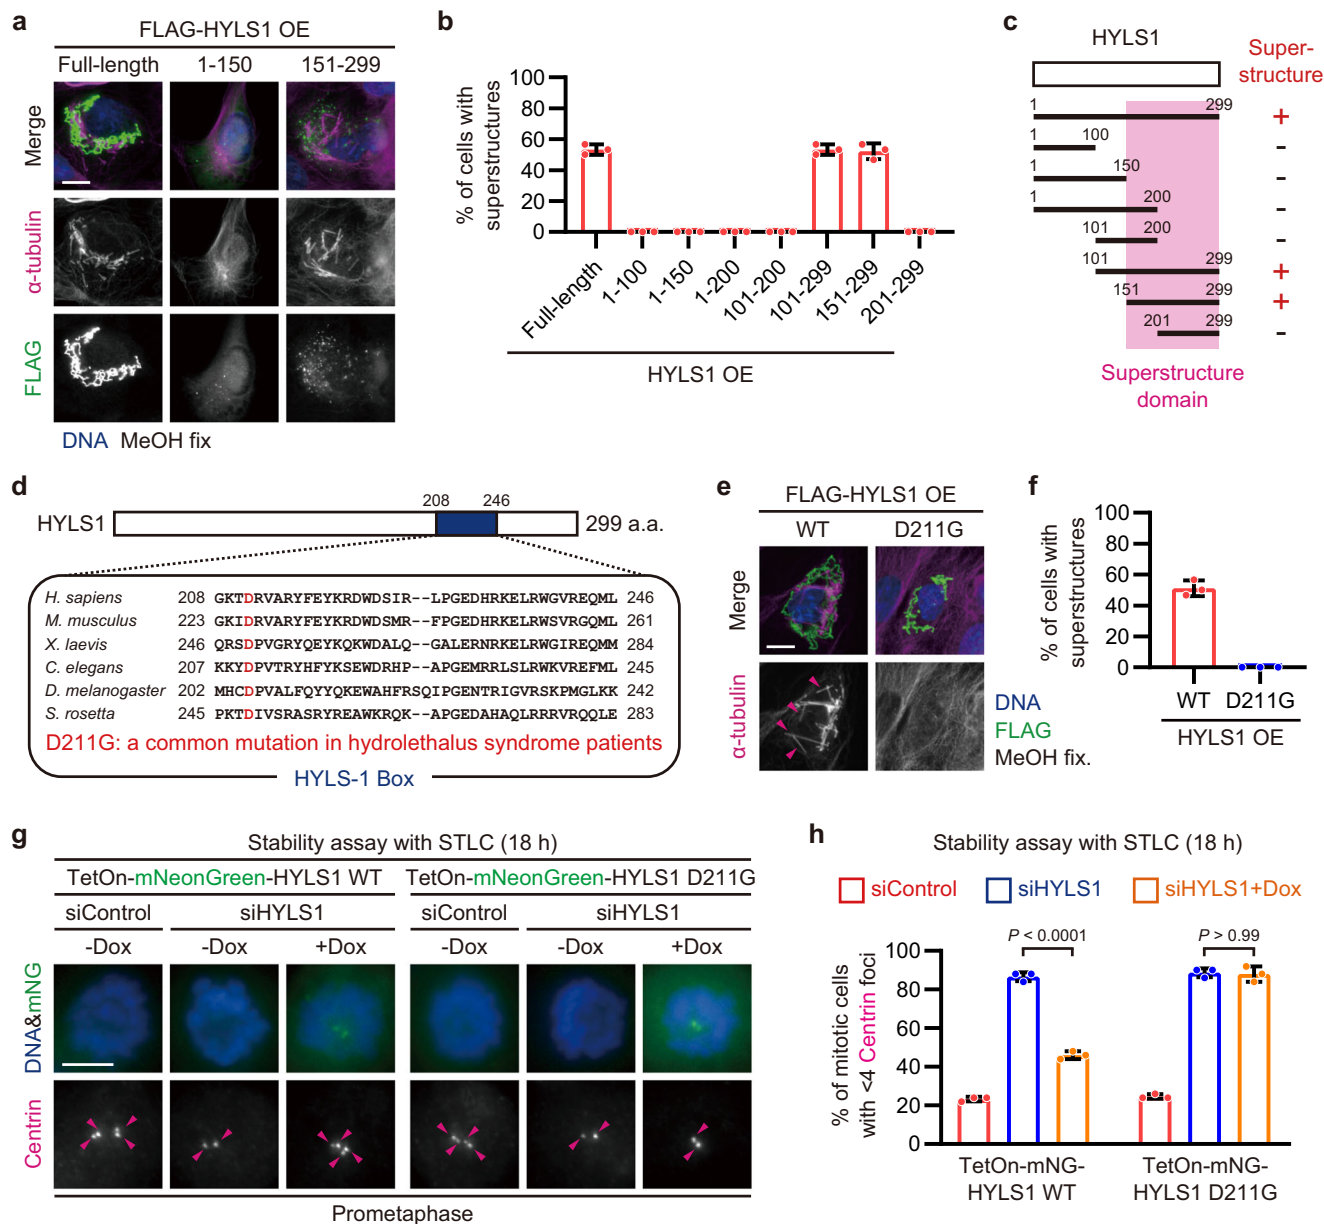 a
FLAG-HYLS1 OE
Full-length 1-150 151-299
Merge
α-tubulin
FLAG
DNA MeOH fix
b
% of cells with
superstructures
100
80
60
40
20
0
Full-length
1-100
1-150
1-200
101-200
101-299
151-299
201-299
HYLS1 OE
c
HYLS1
Super-
structure
1 299 +
1 100 -
1 150 -
1 200 -
101 200 -
101 299 +
151 299 +
201 299 -
Superstructure
domain
d
208 246
HYLS1 299 a.a.
H. sapiens 208 GKTDRVARYFEYKRDWDSIR--LPGEDHRKELRWGVREQML 246
M. musculus 223 GKIDRVARYFEYKRDWDSMR--FPGEDHRKELRWSVRGQML 261
X. laevis 246 QRSDPVGRYQEYKQKWDALQ--GALERNRKELRWGIREQMM 284
C. elegans 207 KKYDPVTRYHFYKSEWDRHP--APGEMRRLSLRWKVREFML 245
D. melanogaster 202 MHCDPVALFQYYQKEWAHFRSQIPGENTRIGVRSKPMGLKK 242
S. rosetta 245 PKTDIVSRASRYREAWKRQK--APGEDAHAQLRRRVRQQLE 283
D211G: a common mutation in hydrolethalus syndrome patients
HYLS-1 Box
e
FLAG-HYLS1 OE
WT D211G
Merge
α-tubulin
DNA
FLAG
MeOH fix.
f
% of cells with
superstructures
100
80
60
40
20
0
WT D211G
HYLS1 OE
g
Stability assay with STLC (18 h)
TetOn-mNeonGreen-HYLS1 WT TetOn-mNeonGreen-HYLS1 D211G
siControl siHYLS1 siControl siHYLS1
-Dox -Dox +Dox -Dox -Dox +Dox
DNA&mNG
Centrin
Prometaphase
h
Stability assay with STLC (18 h)
siControl siHYLS1 siHYLS1+Dox
% of mitotic cells
with <4 Centrin foci
100
80
60
40
20
0
P < 0.0001 P > 0.99
TetOn-mNG- TetOn-mNG-
HYLS1 WT HYLS1 D211G